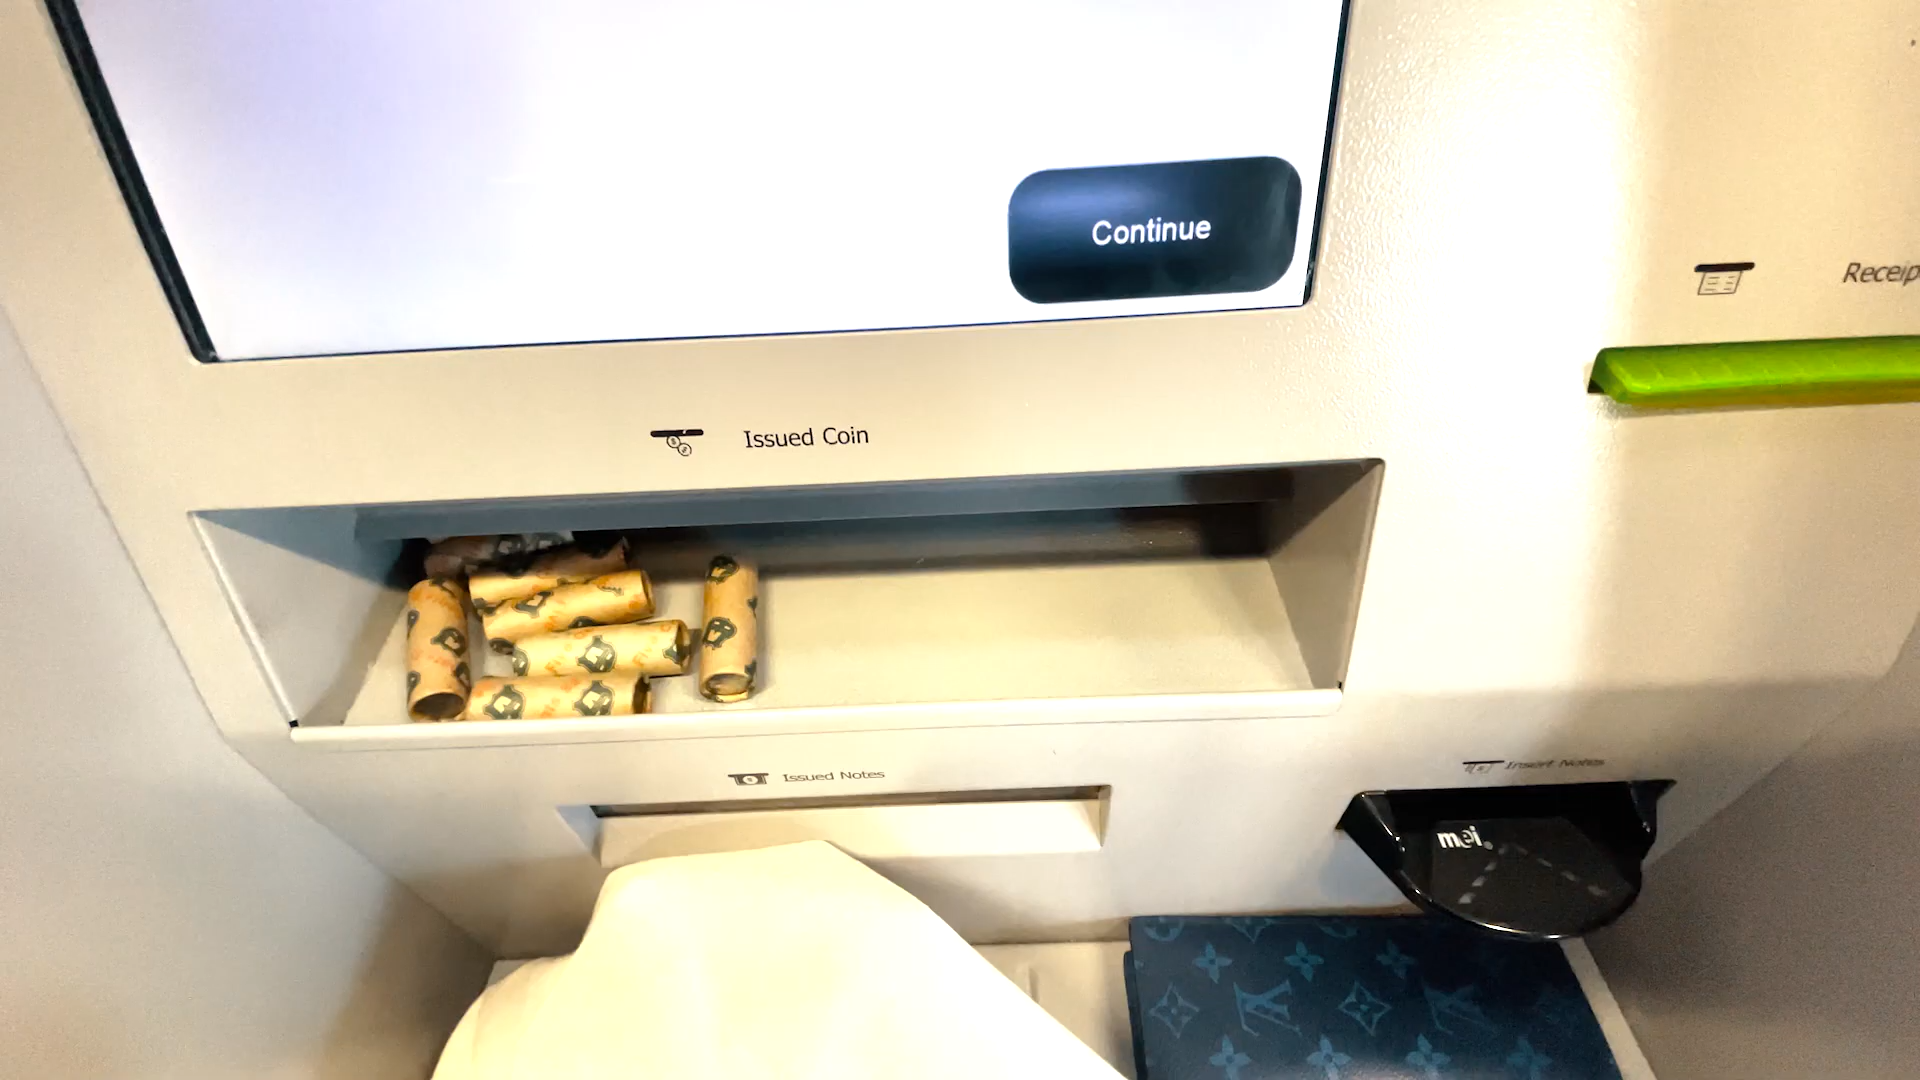 Continue
Receip
Issued Coin
Issued Notes
Insert Notes
mei